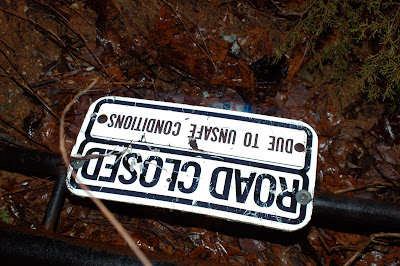 ROAD CLOSED
DUE TO UNSAFE CONDITIONS